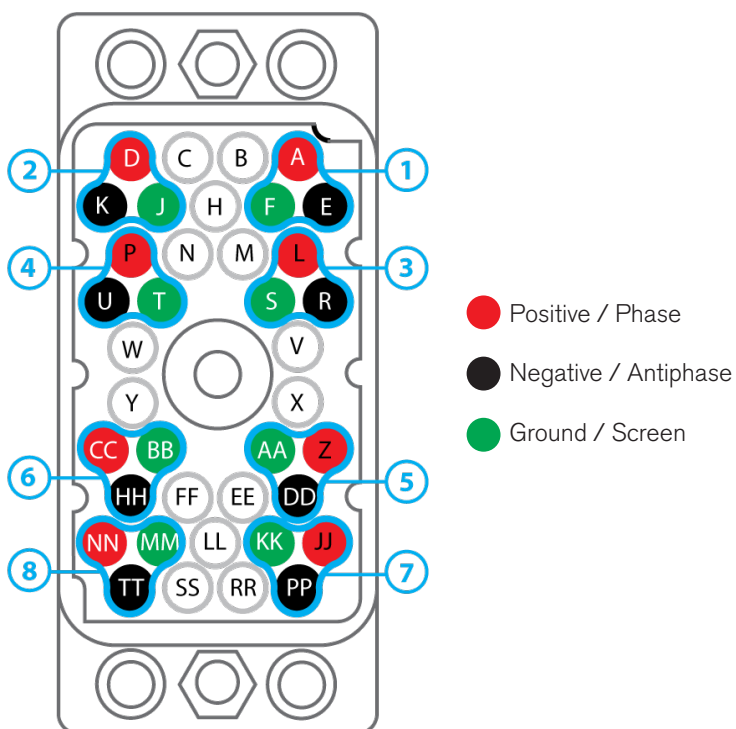 D C B A
2 1
K J H F E
P N M L
4 3
U T S R
W V
Y X
CC BB AA Z
6 5
HH FF EE DD
NN MM LL KK JJ
8 7
TT SS RR PP
Positive / Phase
Negative / Antiphase
Ground / Screen